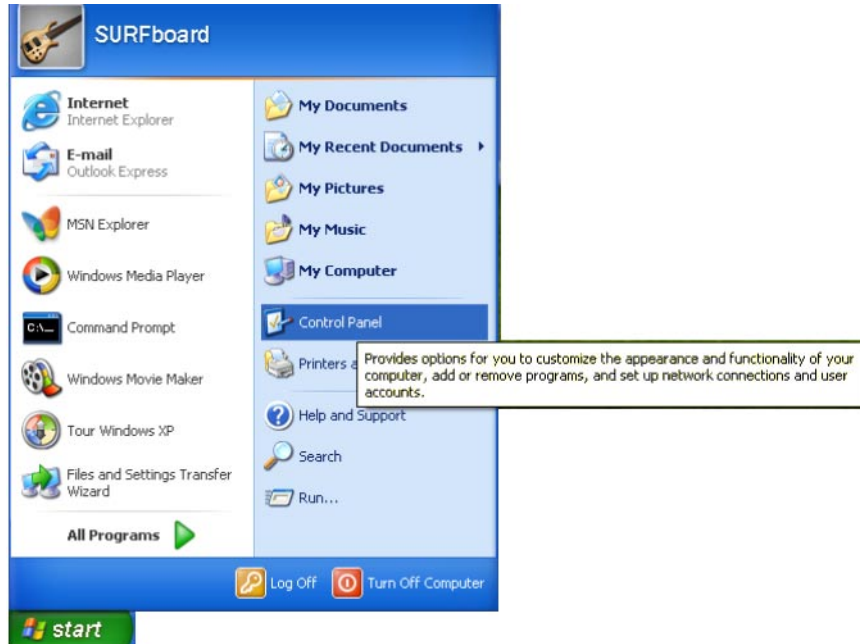 SURFboard
Internet
Internet Explorer
E-mail
Outlook Express
MSN Explorer
Windows Media Player
C:\_
Command Prompt
Windows Movie Maker
Tour Windows XP
Files and Settings Transfer
Wizard
All Programs
My Documents
My Recent Documents
My Pictures
My Music
My Computer
Control Panel
Printers a
Provides options for you to customize the appearance and functionality of your
computer, add or remove programs, and set up network connections and user
accounts.
Help and Support
Search
Run...
Log Off
Turn Off Computer
start